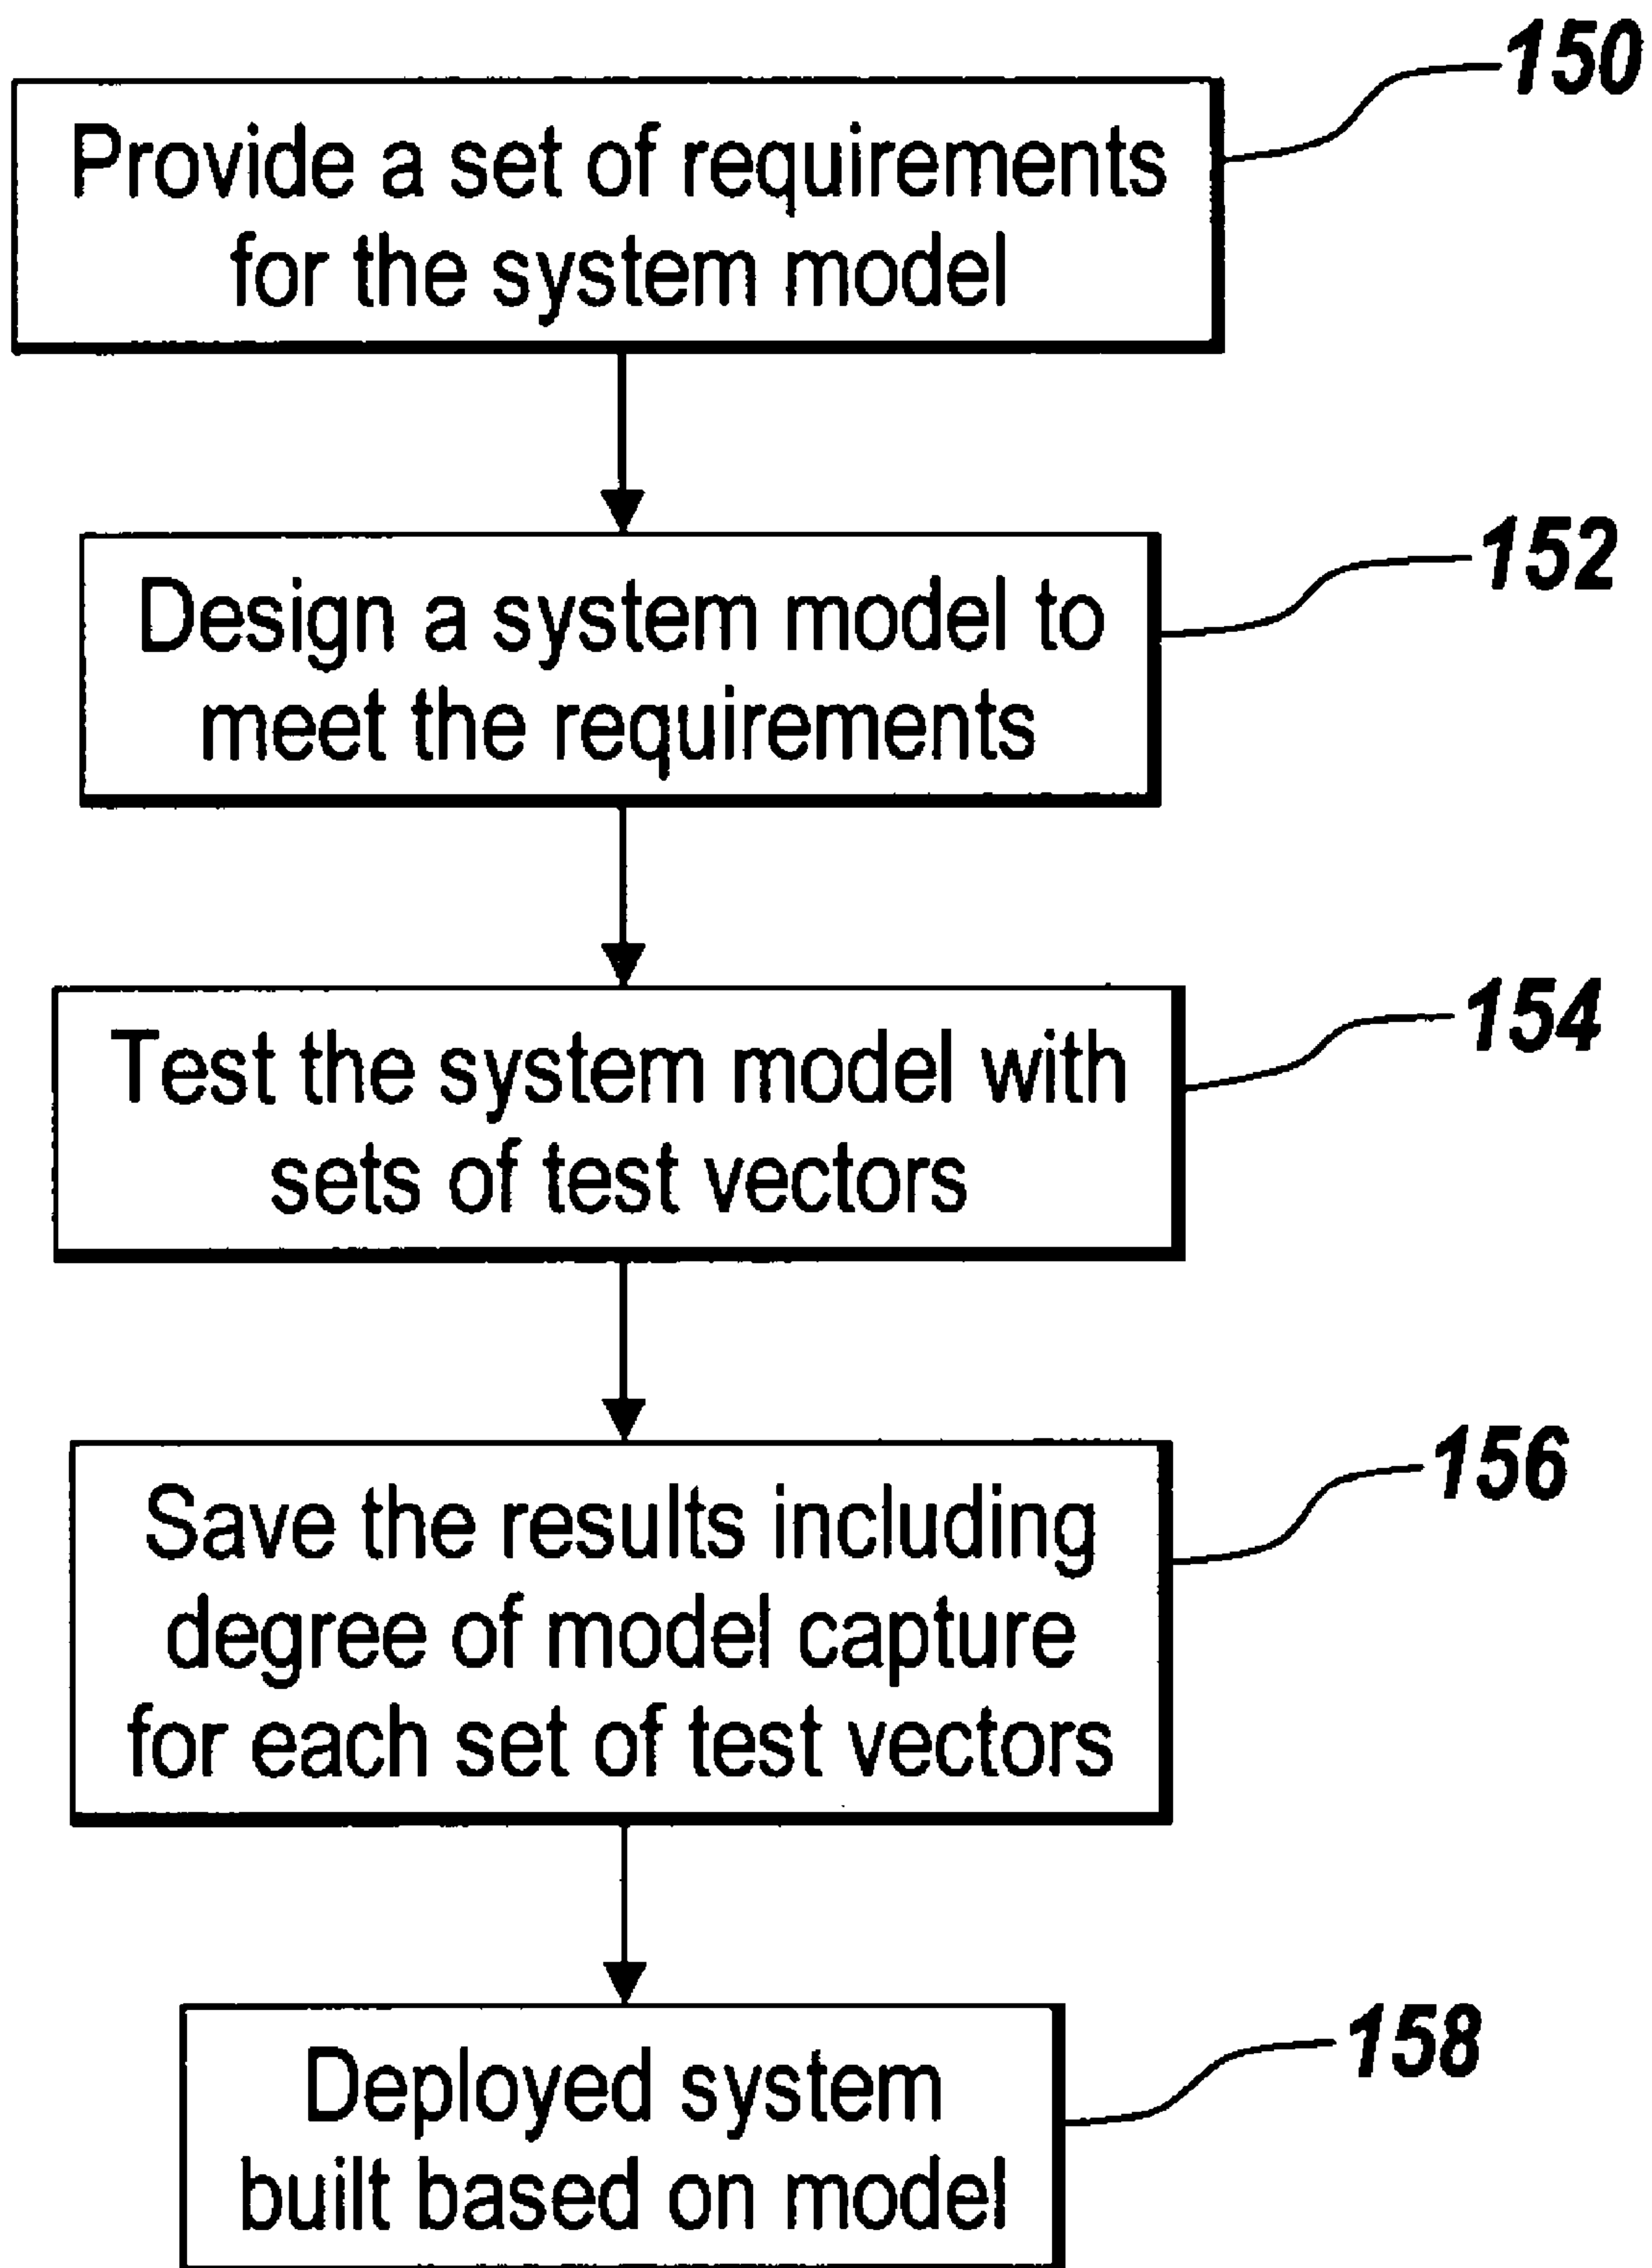 150
Provide a set of requirements
for the system model
152
Design a system model to
meet the requirements
154
Test the system model with
sets of test vectors
156
Save the results including
degree of model capture
for each set of test vectors
158
Deployed system
built based on model